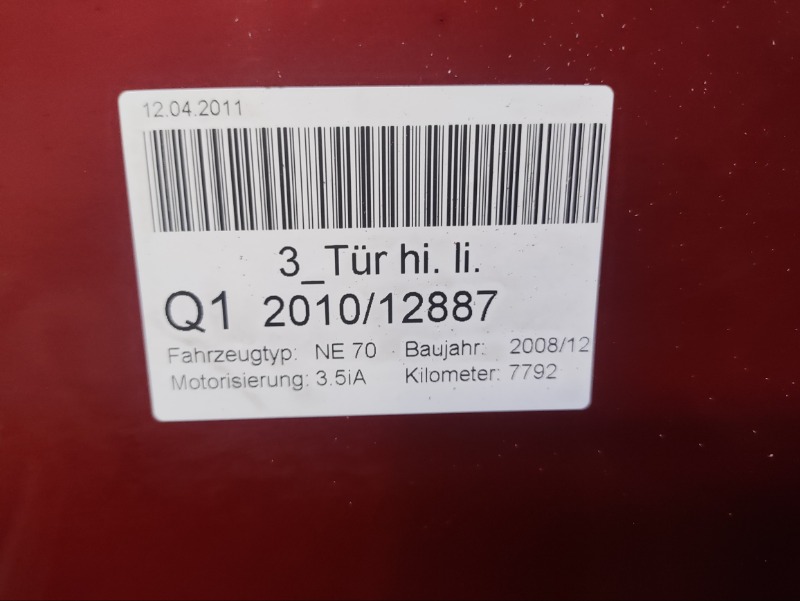 12.04.2011
3_Tür hi. li.
Q1 2010/12887
Fahrzeugtyp: NE 70 Baujahr: 2008/12
Motorisierung: 3.5iA Kilometer: 7792